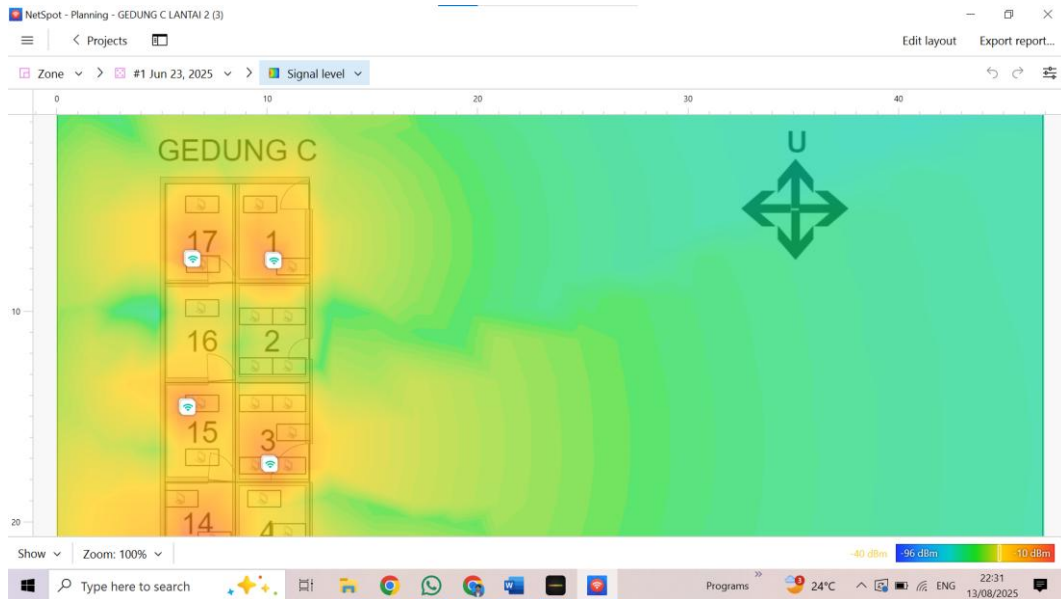 NetSpot - Planning - GEDUNG C LANTAI 2 (3)
Projects
Edit layout
Export report...
Zone
#1 Jun 23, 2025
Signal level
0
10
20
30
40
GEDUNG C
U
17
1
10
16
2
15
3
20
14
4
Show
Zoom: 100%
-40 dBm
-96 dBm
-10 dBm
Type here to search
Programs
3
24°C
ENG
22:31
13/08/2025